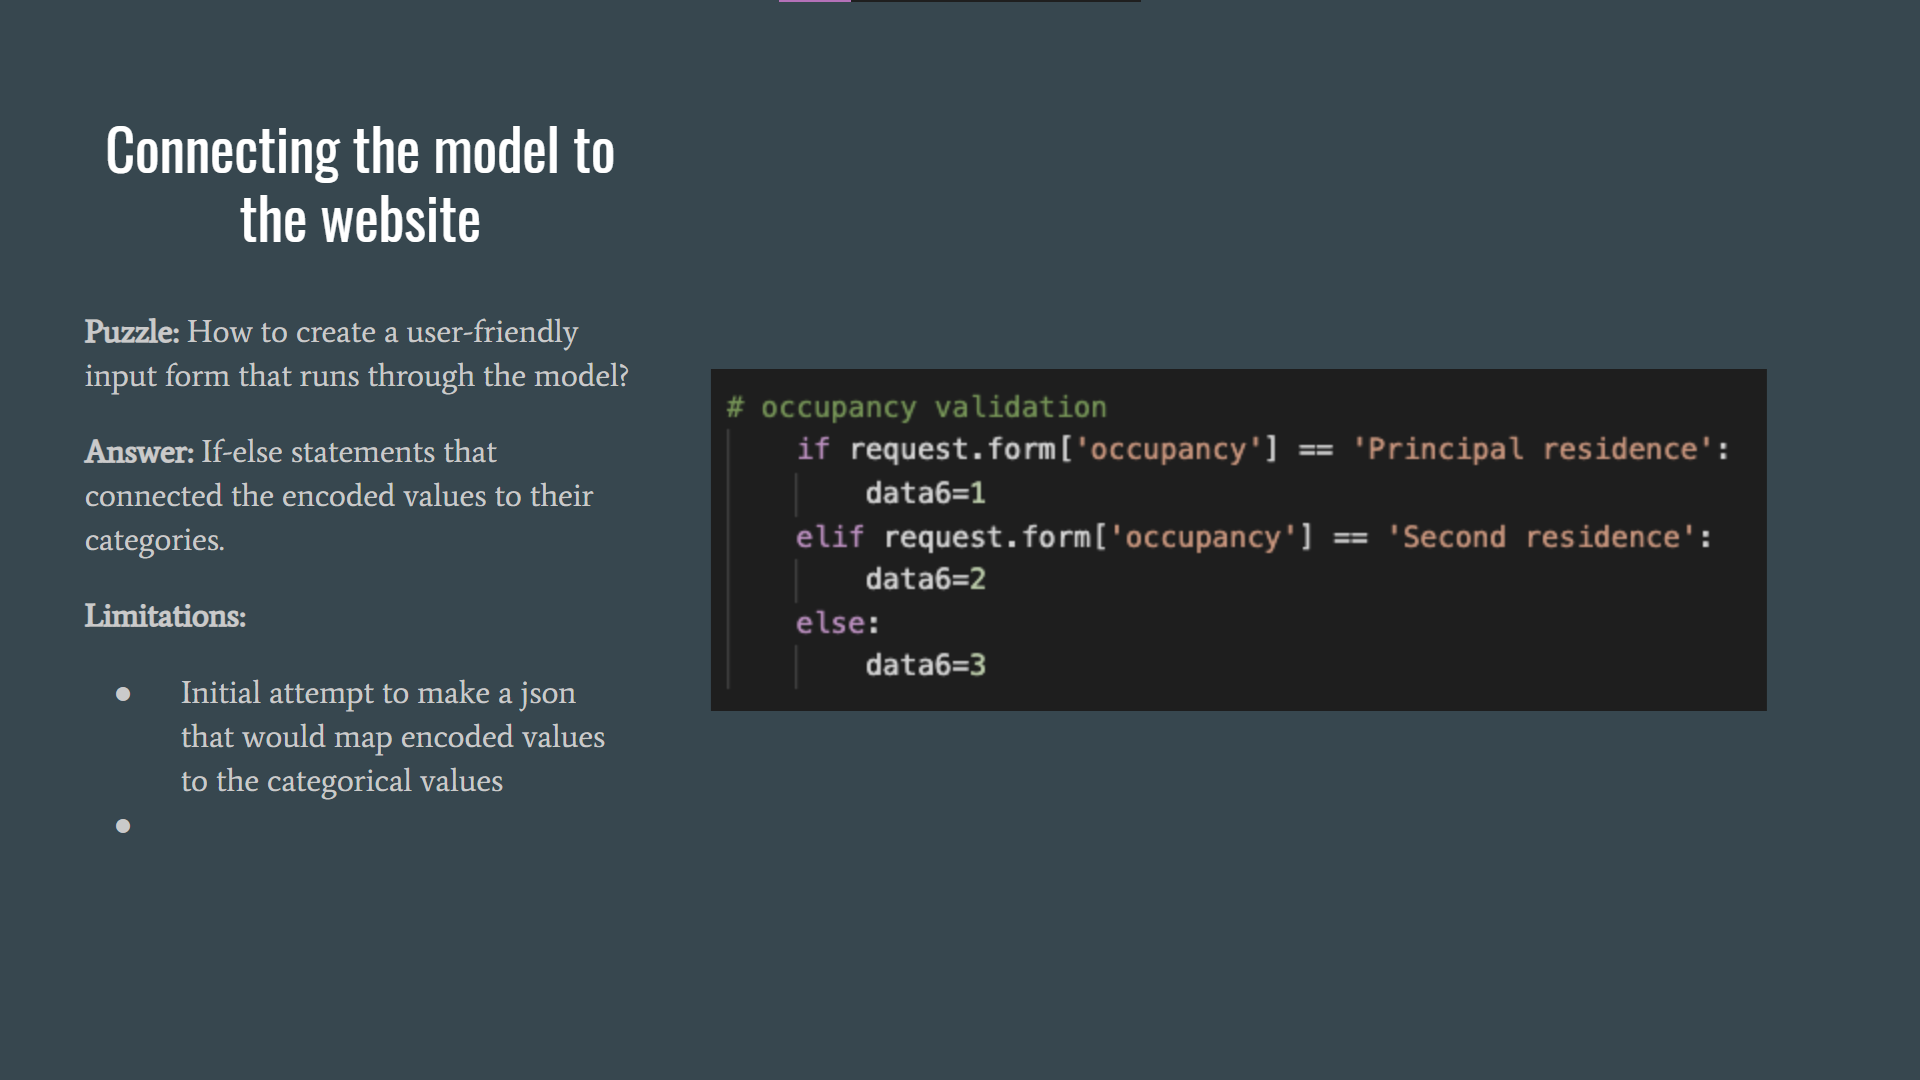 Connecting the model to
the website
Puzzle: How to create a user-friendly
input form that runs through the model?
Answer: If-else statements that
connected the encoded values to their
categories.
Limitations:
● Initial attempt to make a json
that would map encoded values
to the categorical values
●
# occupancy validation
if request.form['occupancy'] == 'Principal residence':
data6=1
elif request.form['occupancy'] == 'Second residence':
data6=2
else:
data6=3